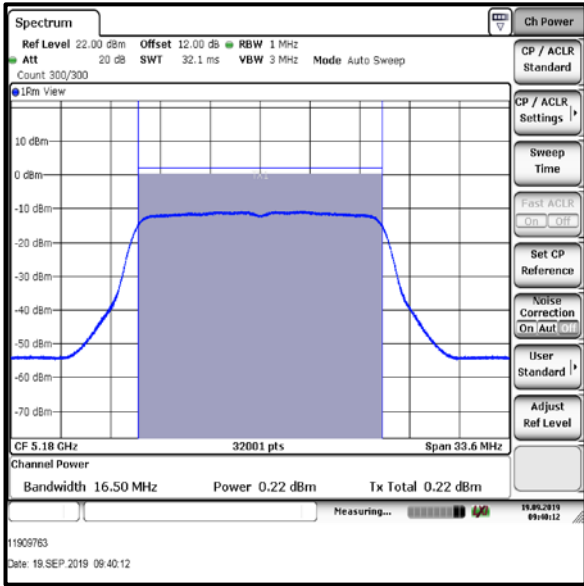 Spectrum
Ref Level 22.00 dBm Offset 12.00 dB RBW 1 MHz
Att 20 dB SWT 32.1 ms VBW 3 MHz Mode Auto Sweep
Count 300/300
1Rm View
10 dBm
0 dBm
-10 dBm
-20 dBm
-30 dBm
-40 dBm
-50 dBm
-60 dBm
-70 dBm
CF 5.18 GHz 32001 pts Span 33.6 MHz
Channel Power
Bandwidth 16.50 MHz Power 0.22 dBm Tx Total 0.22 dBm
Measuring... 19.09.2019
09:40:12
Ch Power
CP / ACLR
Standard
CP / ACLR
Settings
Sweep
Time
Fast ACLR
On Off
Set CP
Reference
Noise
Correction
On Aut Off
User
Standard
Adjust
Ref Level
11909763
Date: 19.SEP.2019 09:40:12